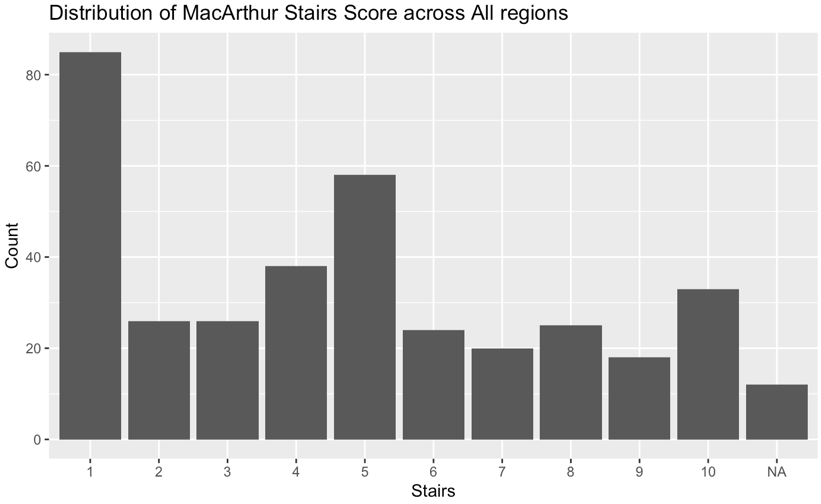 Distribution of MacArthur Stairs Score across All regions
80
60
40
20
0
Count
1 2 3 4 5 6 7 8 9 10 NA
Stairs